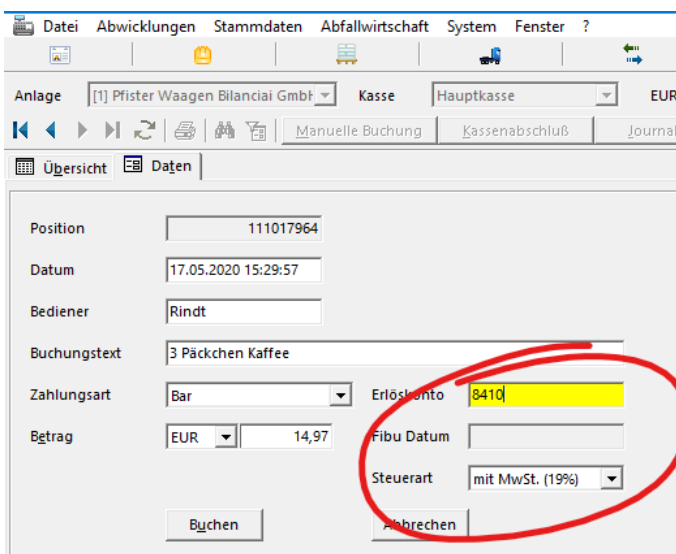 Datei Abwicklungen Stammdaten Abfallwirtschaft System Fenster ?
Anlage [1] Pfister Waagen Bilanciai Kasse Hauptkasse EUR
Manuelle Buchung Kassenabschluß Journal
Übersicht Daten
Position 111017964
Datum 17.05.2020 15:29:57
Bediener Rindt
Buchungstext 3 Päckchen Kaffee
Zahlungsart Bar Erlöskonto 8410
Betrag EUR 14,97 Fibu Datum
Steuerart mit MwSt. (19%)
Buchen Abbrechen